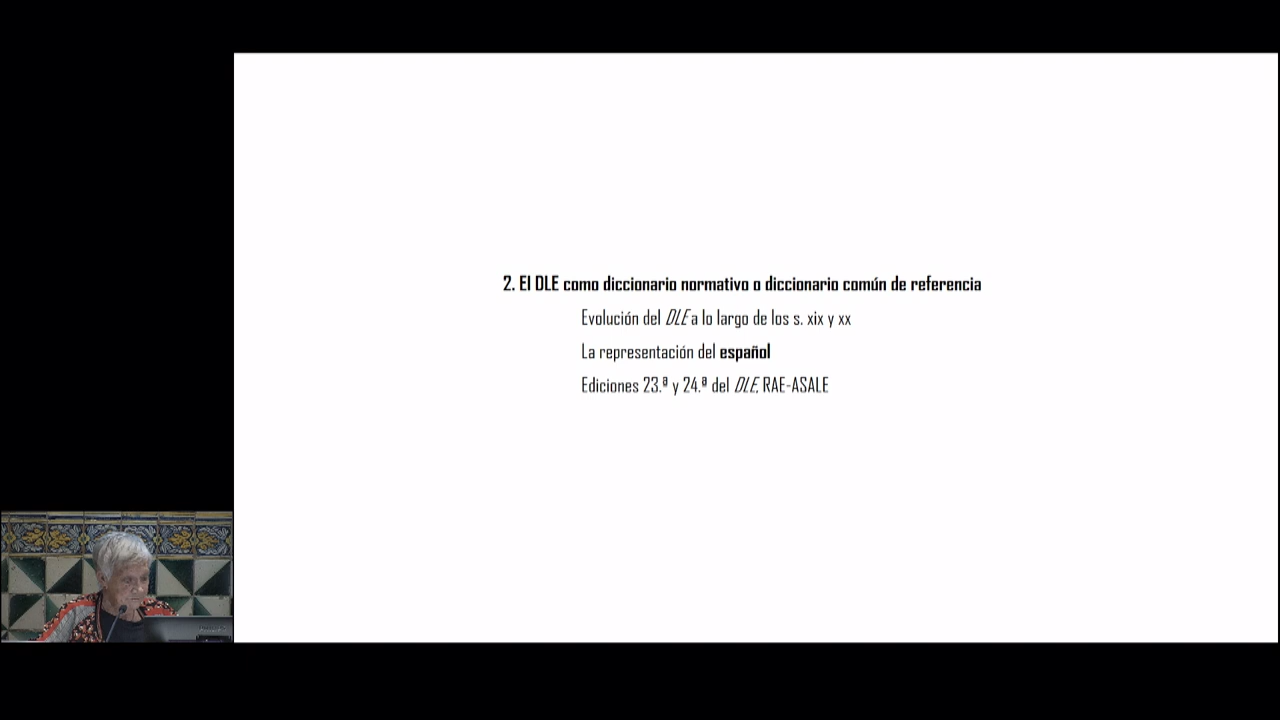 2. El DLE como diccionario normativo o diccionario común de referencia
Evolución del DLE a lo largo de los s. xix y xx
La representación del español
Ediciones 23.ª y 24.ª del DLE, RAE-ASALE